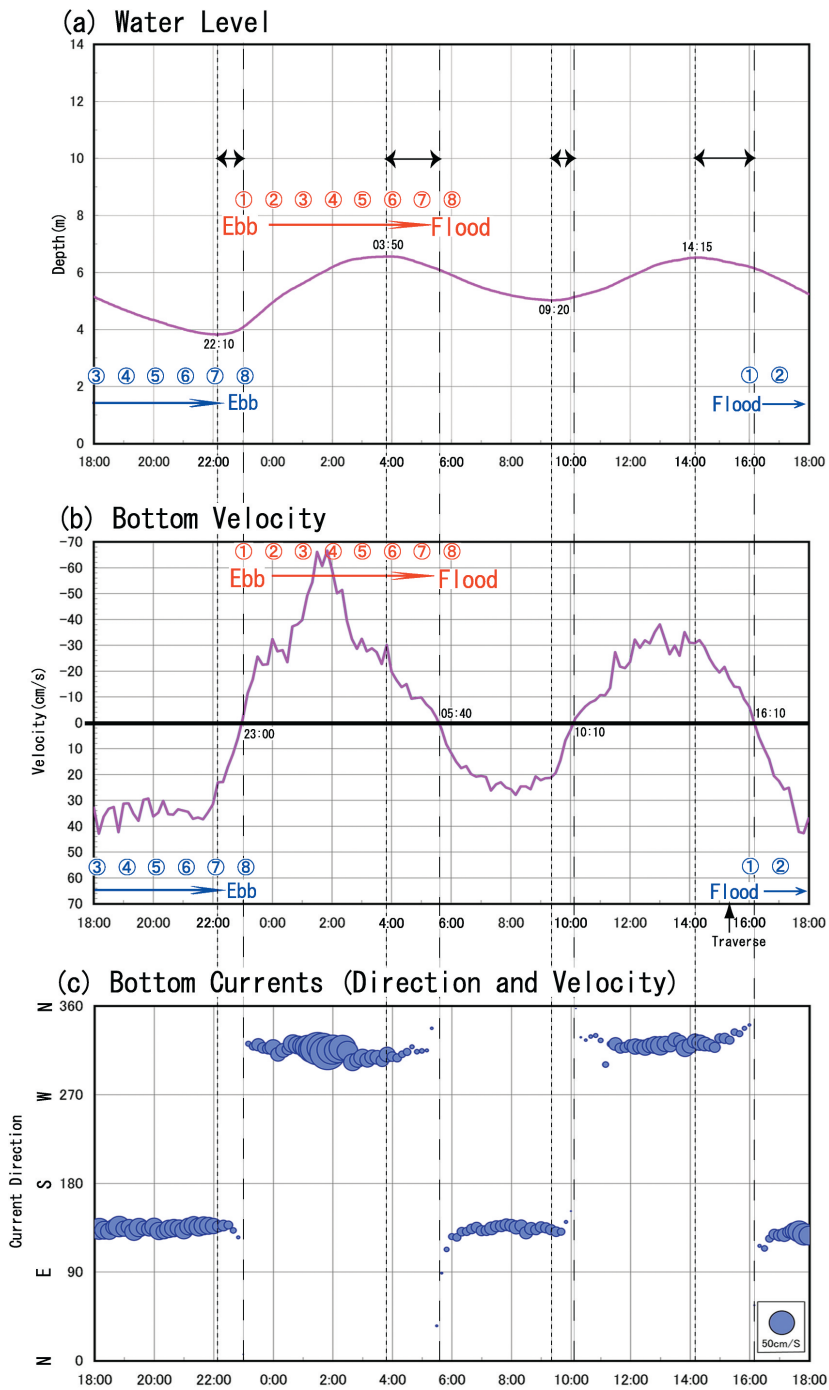 (a) Water Level
Depth(m)
14
12
10
8
6
4
2
0
① ② ③ ④ ⑤ ⑥ ⑦ ⑧
Ebb Flood
03:50
14:15
22:10
09:20
③ ④ ⑤ ⑥ ⑦ ⑧ ① ②
Ebb Flood
18:00 20:00 22:00 0:00 2:00 4:00 6:00 8:00 10:00 12:00 14:00 16:00 18:00
(b) Bottom Velocity
Velocity(cm/s)
-70
-60
-50
-40
-30
-20
-10
0
10
20
30
40
50
60
70
① ② ③ ④ ⑤ ⑥ ⑦ ⑧
Ebb Flood
23:00
05:40
10:10
16:10
③ ④ ⑤ ⑥ ⑦ ⑧ ① ②
Ebb Flood
18:00 20:00 22:00 0:00 2:00 4:00 6:00 8:00 10:00 12:00 14:00 16:00 18:00
Traverse
(c) Bottom Currents (Direction and Velocity)
Current Direction
N 360
W 270
S 180
E 90
N 0
50cm/S
18:00 20:00 22:00 0:00 2:00 4:00 6:00 8:00 10:00 12:00 14:00 16:00 18:00